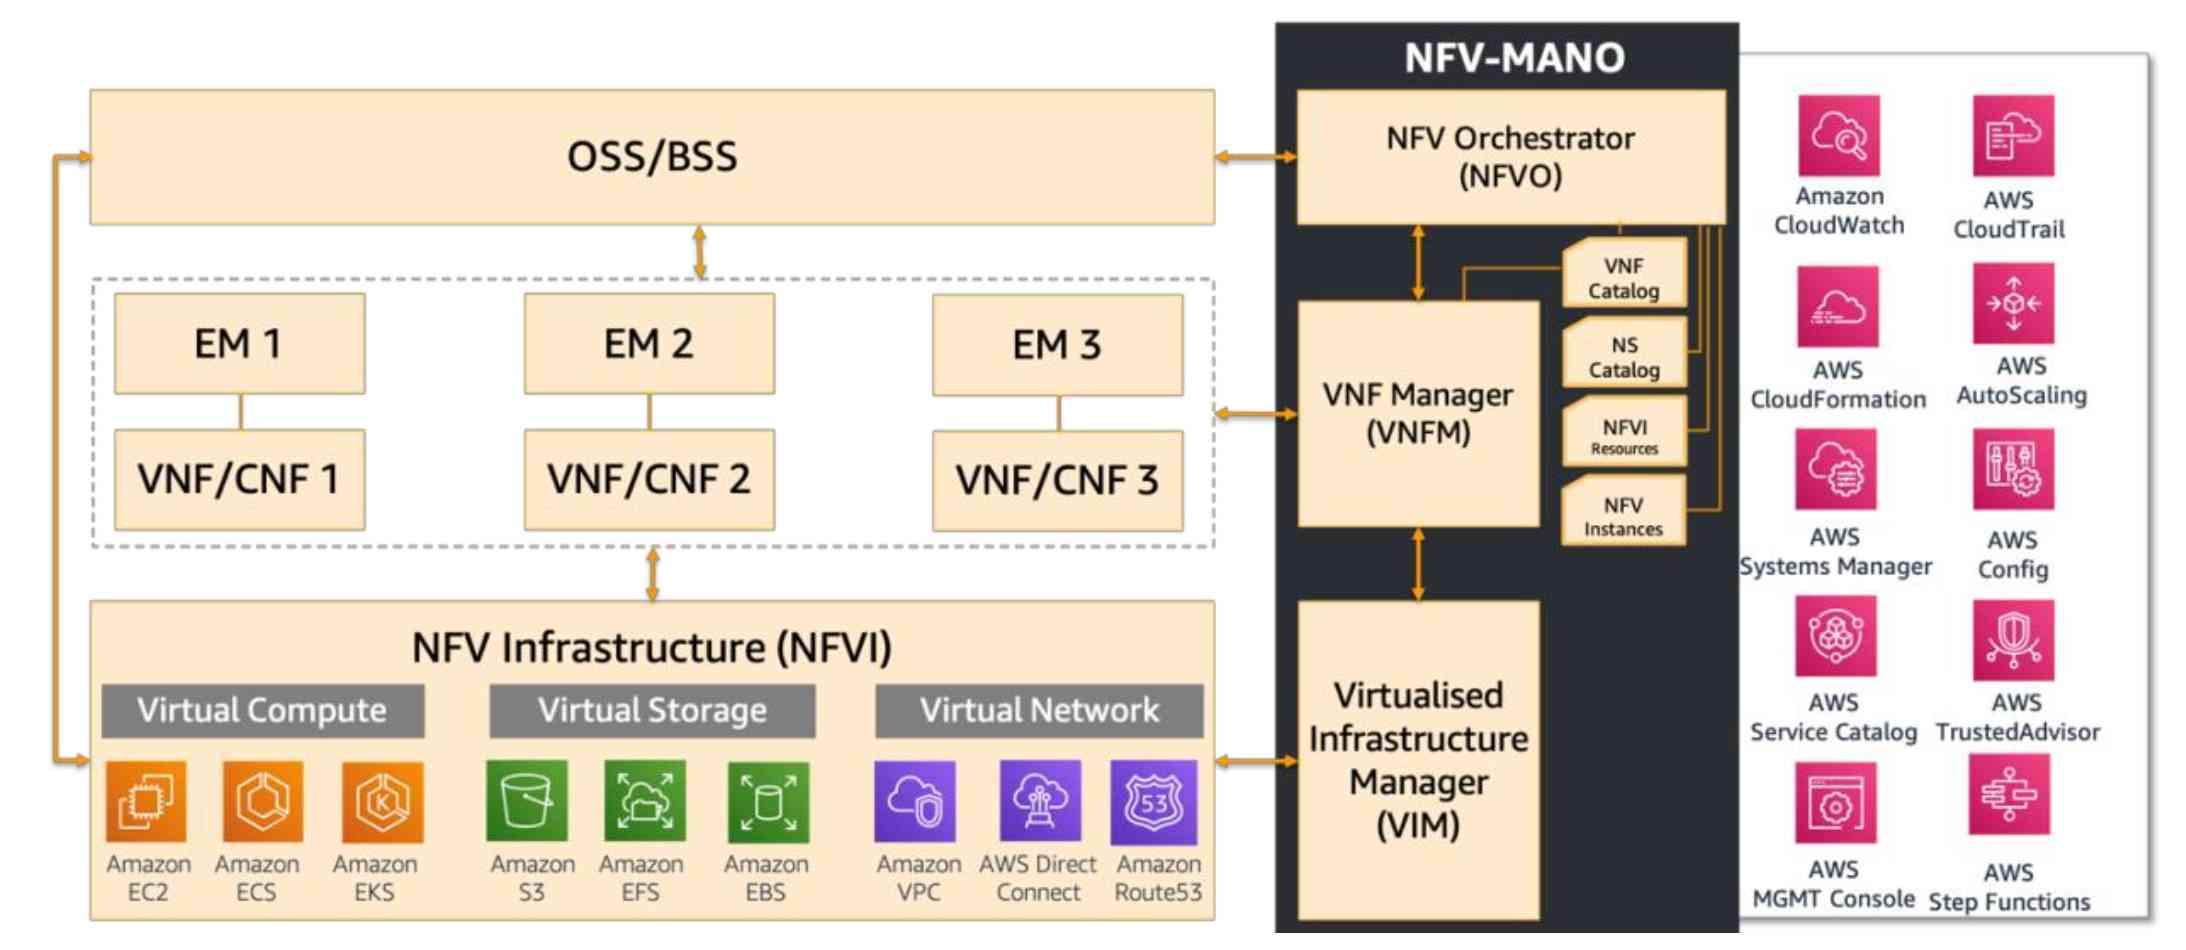 NFV-MANO
OSS/BSS
NFV Orchestrator
(NFVO)
EM 1
EM 2
EM 3
VNF/CNF 1
VNF/CNF 2
VNF/CNF 3
VNF Manager
(VNFM)
VNF
Catalog
NS
Catalog
NFVI
Resources
NFV
Instances
NFV Infrastructure (NFVI)
Virtual Compute
Virtual Storage
Virtual Network
Amazon
EC2
Amazon
ECS
Amazon
EKS
Amazon
S3
Amazon
EFS
Amazon
EBS
Amazon
VPC
AWS Direct
Connect
53
Amazon
Route53
Virtualised
Infrastructure
Manager
(VIM)
Amazon
CloudWatch
AWS
CloudTrail
AWS
CloudFormation
AWS
AutoScaling
AWS
Systems Manager
AWS
Config
AWS
Service Catalog
AWS
TrustedAdvisor
AWS
MGMT Console
AWS
Step Functions
K